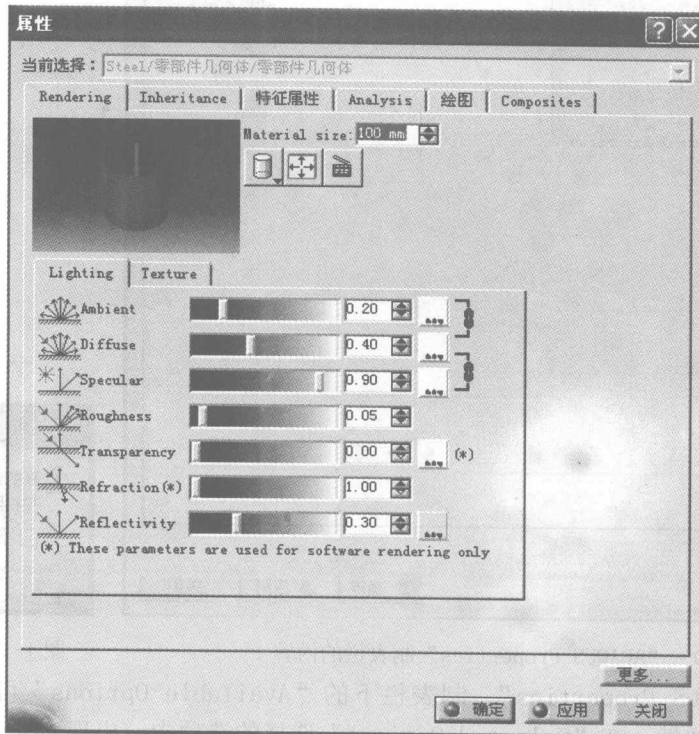 属性
当前选择： Steel/零部件几何体/零部件几何体
Rendering Inheritance 特征属性 Analysis 绘图 Composites
Material size: 100 mm
Lighting Texture
Ambient 0.20
Diffuse 0.40
Specular 0.90
Roughness 0.05
Transparency 0.00 (*)
Refraction(*) 1.00
Reflectivity 0.30
(*) These parameters are used for software rendering only
更多...
确定 应用 关闭